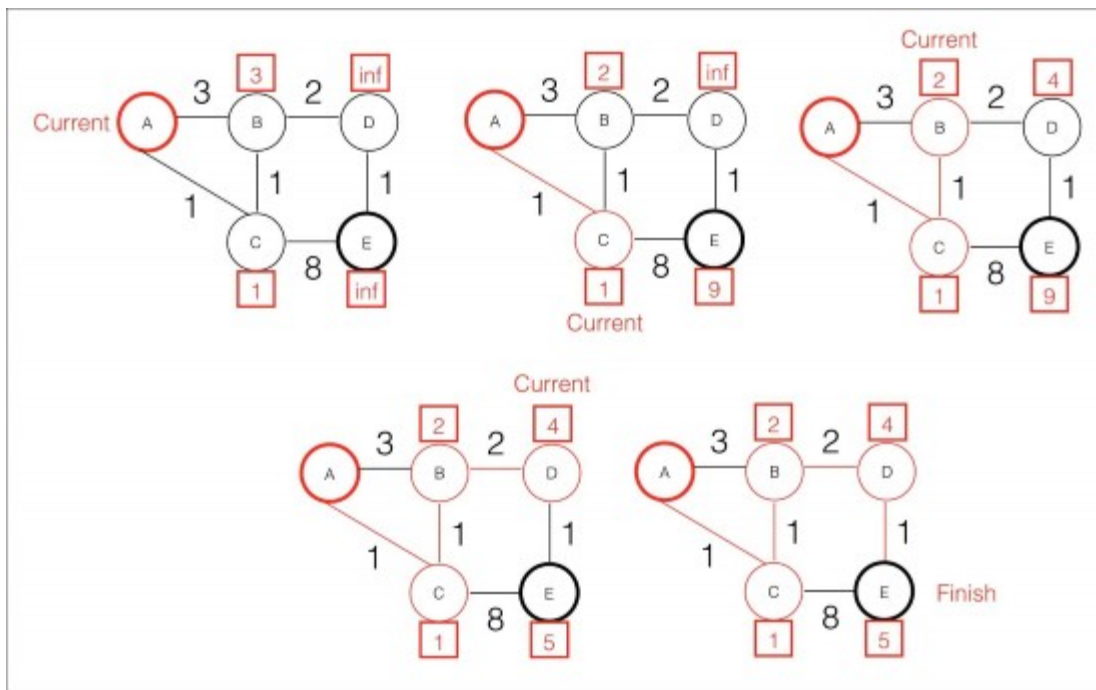 Current
3 inf
3 2
A B D
1 1 1
C E
8
1 inf
2 inf
3 2
A B D
1 1 1
C E
8
1 9
Current
Current
2 4
3 2
A B D
1 1 1
C E
8
1 9
Current
2 4
3 2
A B D
1 1 1
C E
8
1 5
2 4
3 2
A B D
1 1 1
C E
8
1 5
Finish